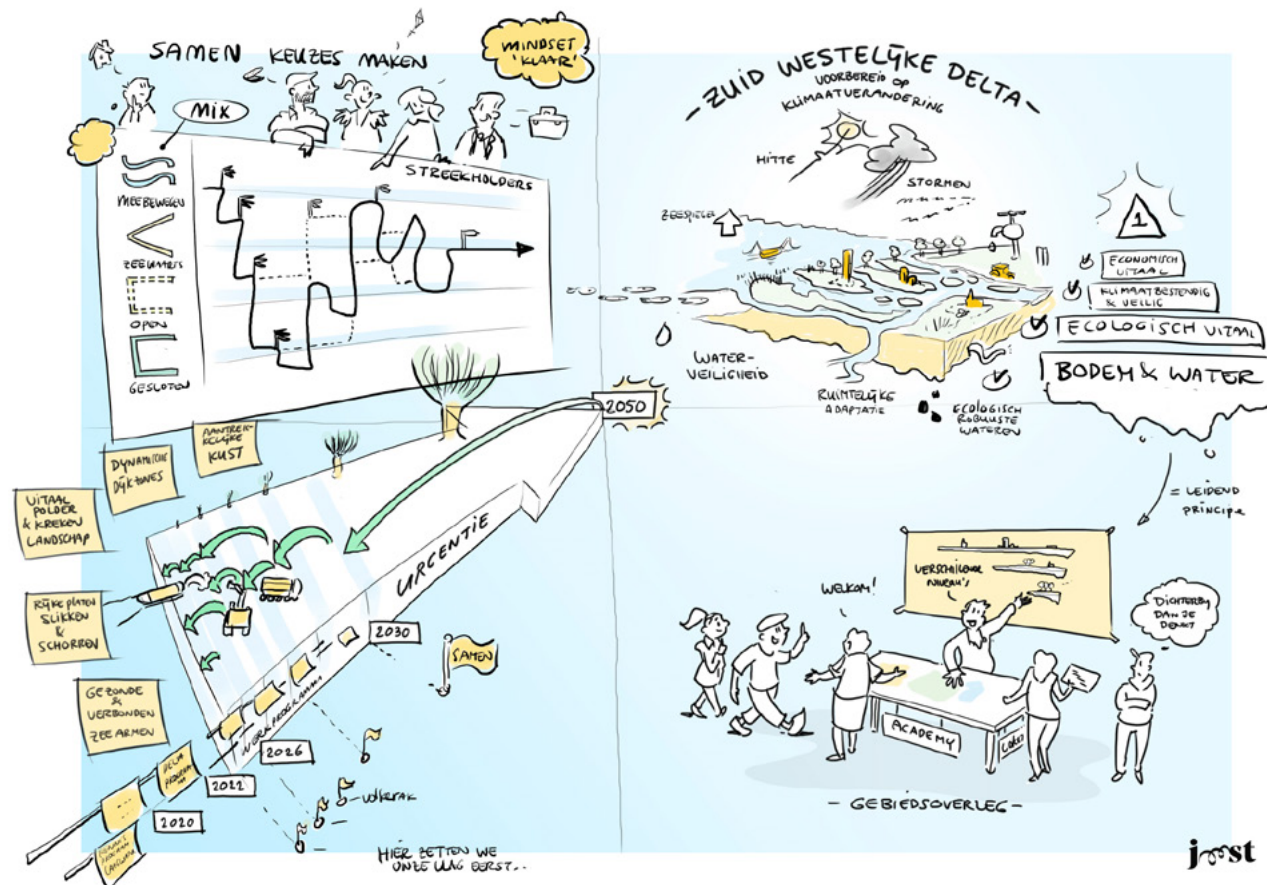 SAMEN KEUZES MAKEN
MINDSET
'KLAAR'
MIX
STREEKHOLDERS
MEEBEWEGEN
ZEEWAARTS
OPEN
GESLOTEN
ZUID WESTELIJKE DELTA
VOORBEREID OP
KLIMAATVERANDERING
HITTE
STORMEN
ZEESPIEGEL
WATER-
VEILIGHEID
RUIMTELIJKE
ADAPTATIE
ECOLOGISCH
ROBUUSTE
WATEREN
1
ECONOMISCH
VITAAL
KLIMAATBESTENDIG
& VEILIG
ECOLOGISCH VITAAL
BODEM & WATER
= LEIDEND
PRINCIPE
2050
URGENTIE
AANTREK-
KELIJKE
KUST
DYNAMISCHE
DIJKZONES
VITAAL
POLDER
& KREKEN
LANDSCHAP
RIJKE PLATEN
SLIKKEN
&
SCHORREN
GEZONDE
&
VERBONDEN
ZEEARMEN
2030
SAMEN
WERKPROGRAMMA
2026
2022
2020
VOLKERAK
HIER ZETTEN WE
ONZE VLAG EERST...
VERSCHILLENDE
NIVEAU'S
WELKOM!
DICHTERBIJ
DAN JE
DENKT
ACADEMY
- GEBIEDSOVERLEG -
joost